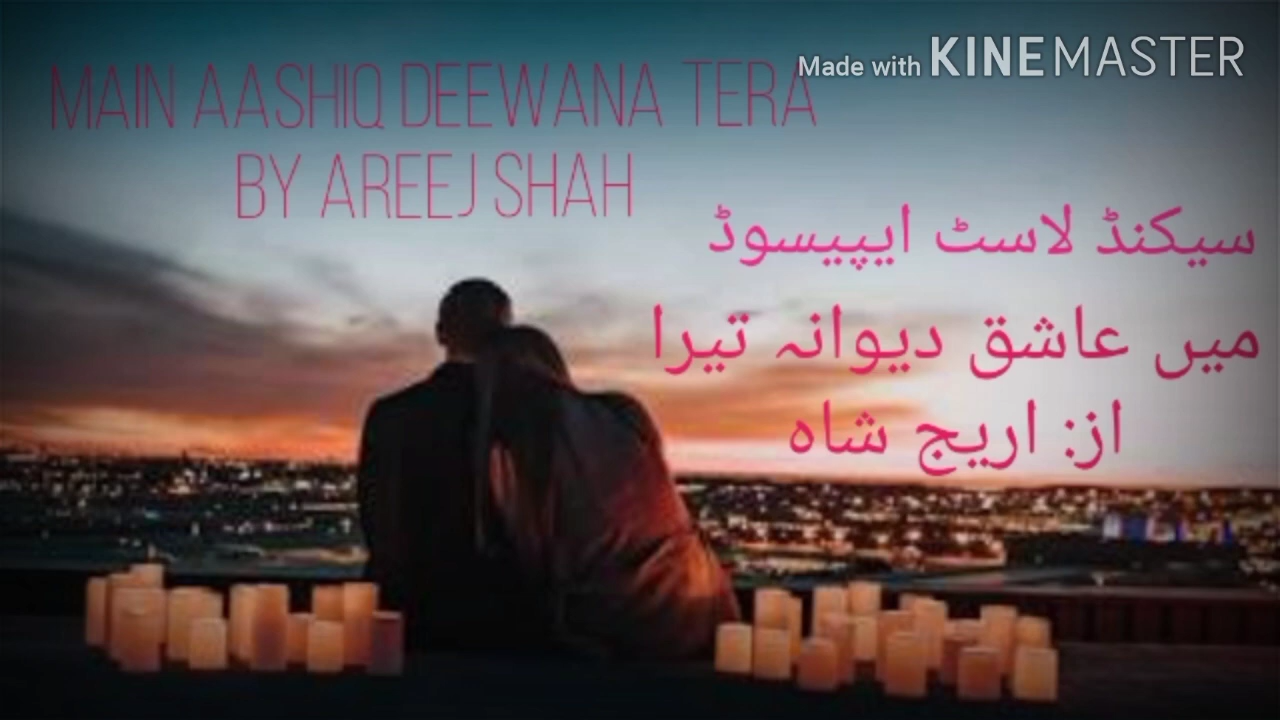 Made with KINEMASTER
MAIN AASHIQ DEEWANA TERA
BY AREEJ SHAH
سیکنڈ لاسٹ ایپیسوڈ
میں عاشق دیوانہ تیرا
از: اریج شاہ